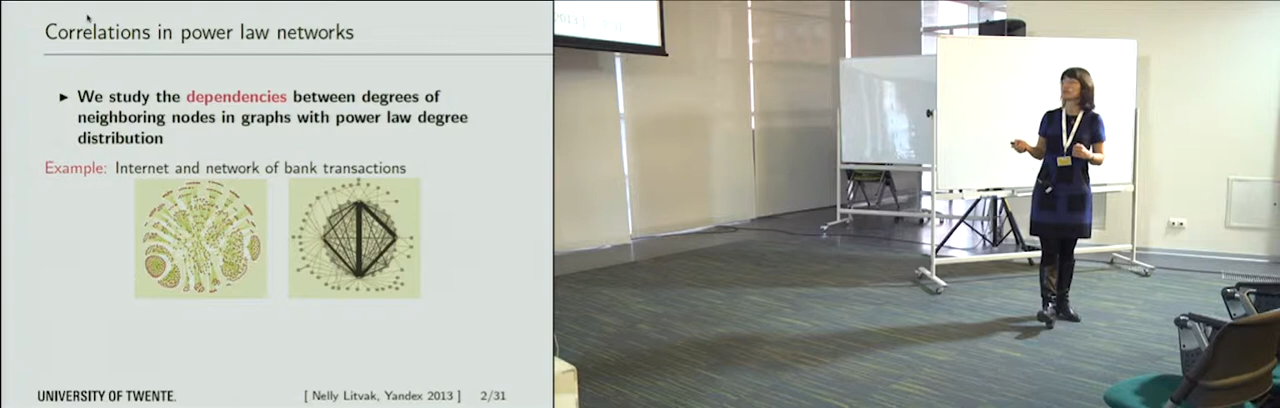 Correlations in power law networks
► We study the dependencies between degrees of
neighboring nodes in graphs with power law degree
distribution
Example: Internet and network of bank transactions
UNIVERSITY OF TWENTE.
[ Nelly Litvak, Yandex 2013 ] 2/31